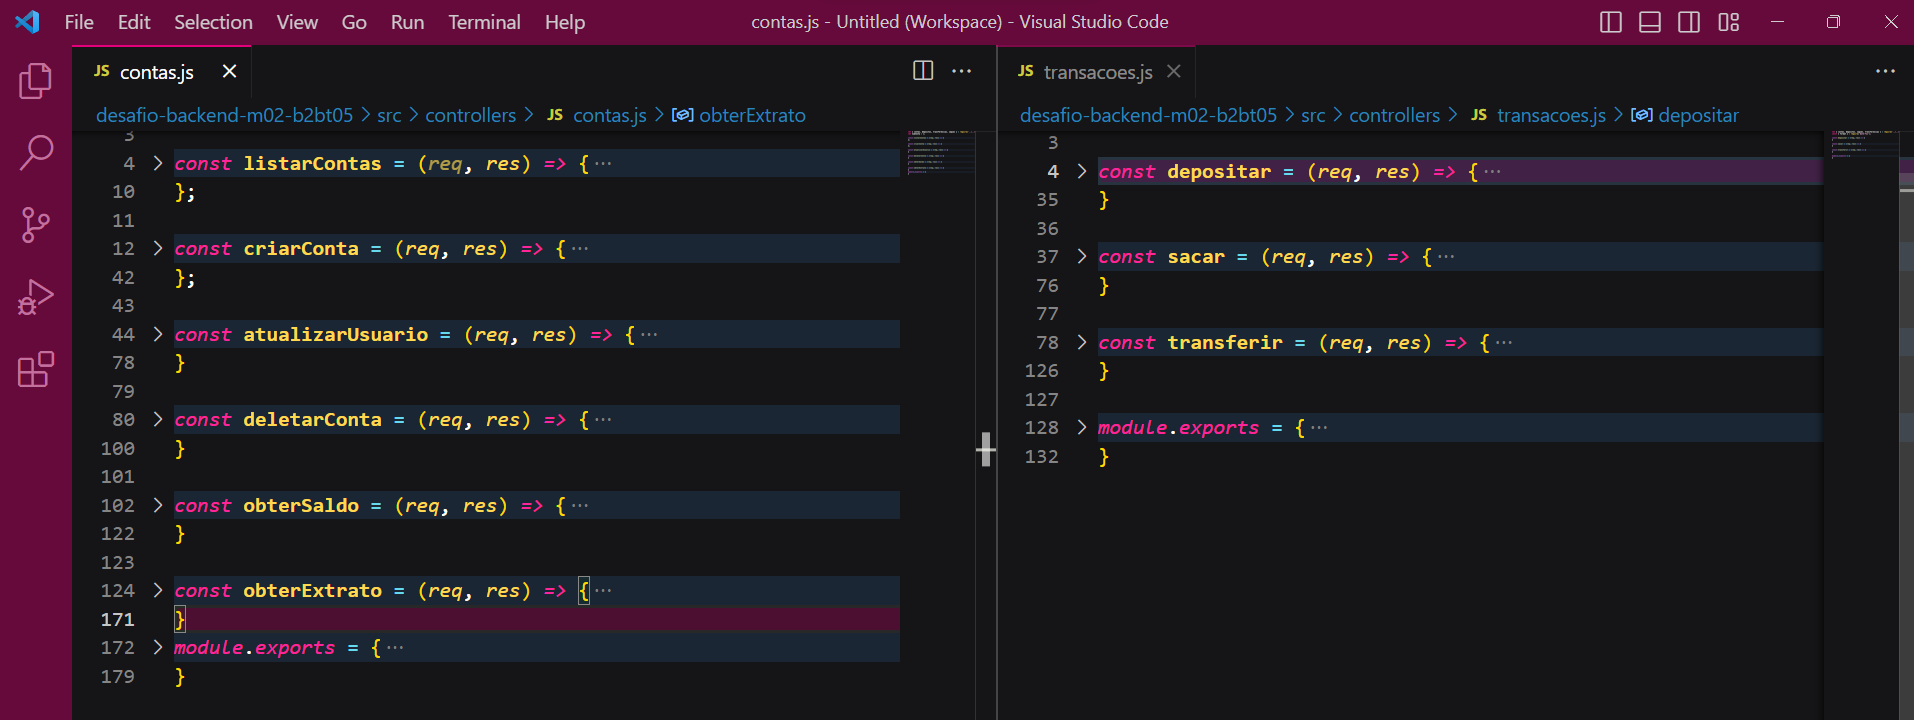 File Edit Selection View Go Run Terminal Help contas.js - Untitled (Workspace) - Visual Studio Code
JS contas.js
desafio-backend-m02-b2bt05 > src > controllers > JS contas.js > obterExtrato
3
4 const listarContas = (req, res) => {···
10 };
11
12 const criarConta = (req, res) => {···
42 };
43
44 const atualizarUsuario = (req, res) => {···
78 }
79
80 const deletarConta = (req, res) => {···
100 }
101
102 const obterSaldo = (req, res) => {···
122 }
123
124 const obterExtrato = (req, res) => {···
171 }
172 module.exports = {···
179 }
JS transacoes.js
desafio-backend-m02-b2bt05 > src > controllers > JS transacoes.js > depositar
3
4 const depositar = (req, res) => {···
35 }
36
37 const sacar = (req, res) => {···
76 }
77
78 const transferir = (req, res) => {···
126 }
127
128 module.exports = {···
132 }